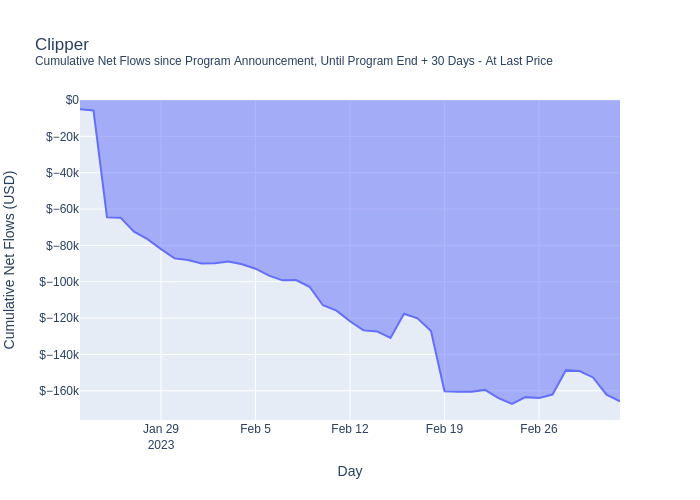 Clipper
Cumulative Net Flows since Program Announcement, Until Program End + 30 Days - At Last Price
$0
$−20k
$−40k
$−60k
$−80k
$−100k
$−120k
$−140k
$−160k
Cumulative Net Flows (USD)
Jan 29
2023
Feb 5
Feb 12
Feb 19
Feb 26
Day